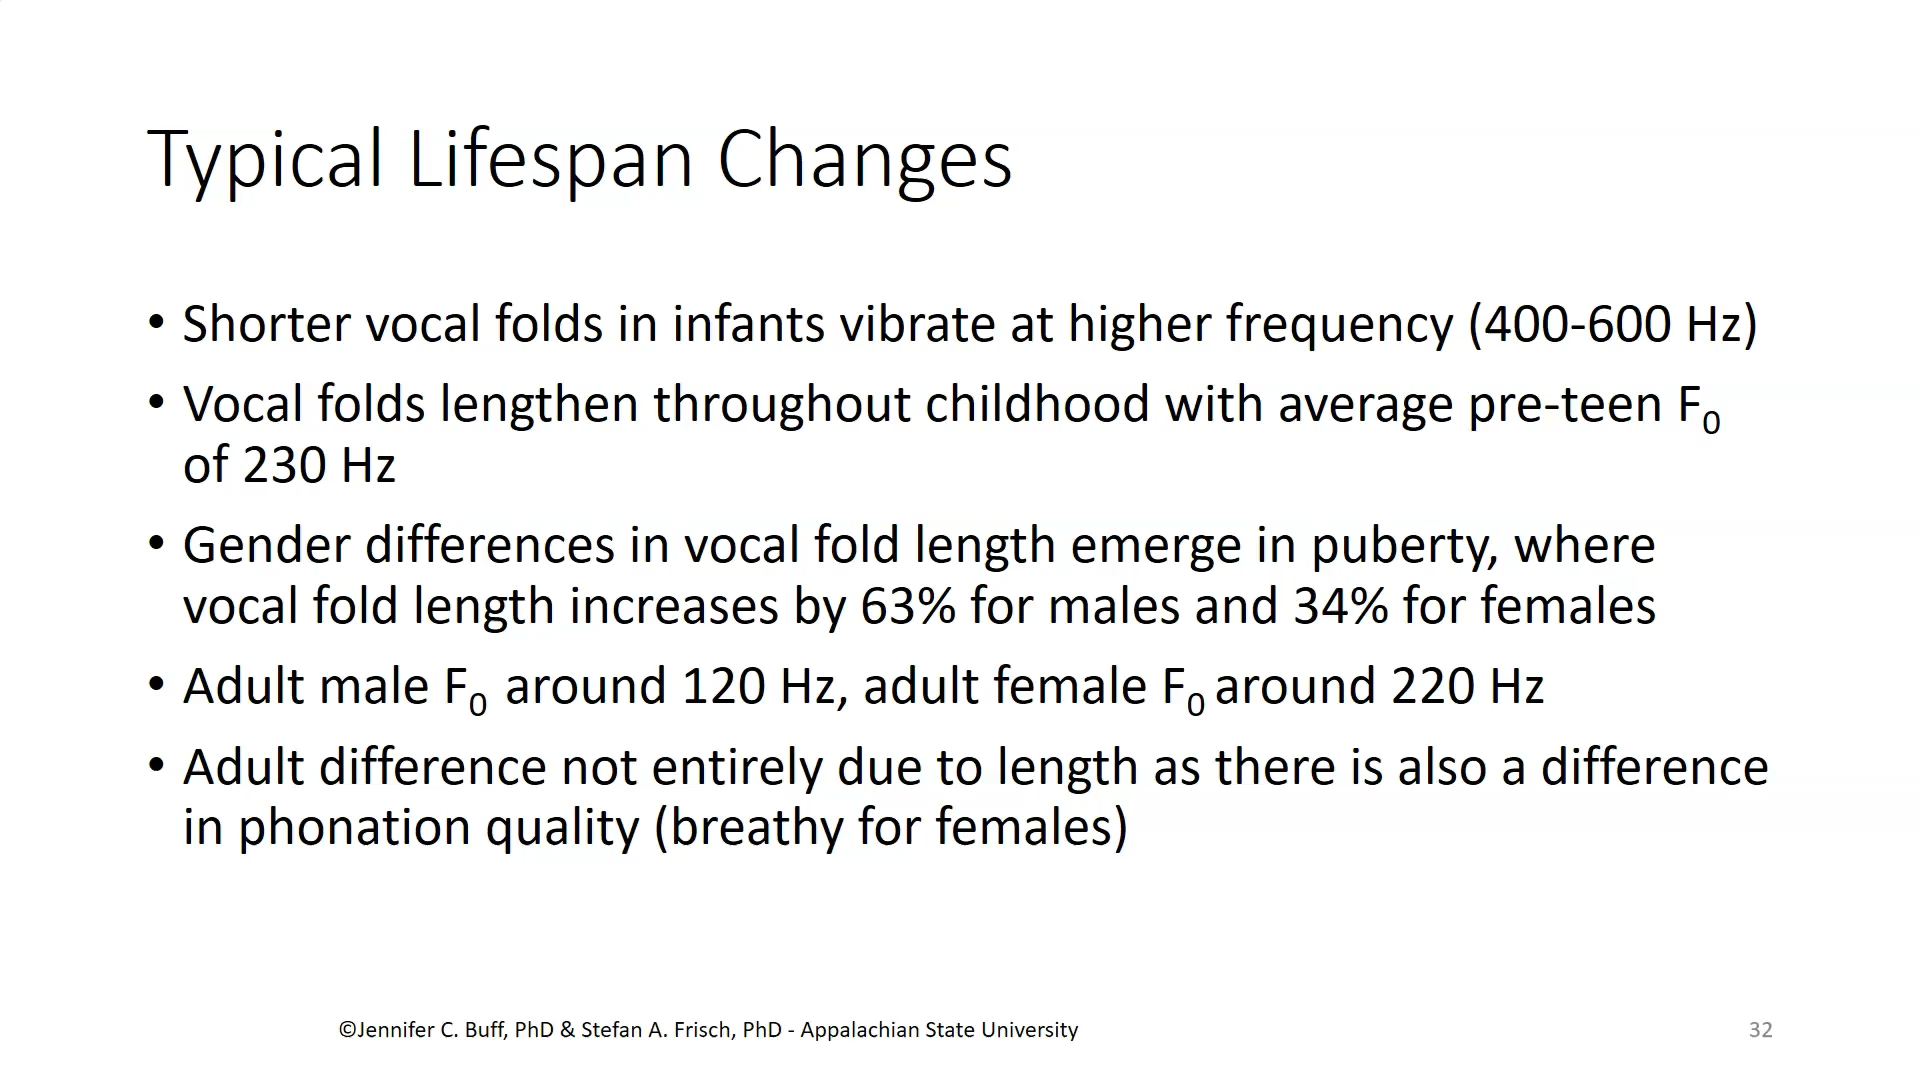 Typical Lifespan Changes
• Shorter vocal folds in infants vibrate at higher frequency (400-600 Hz)
• Vocal folds lengthen throughout childhood with average pre-teen F₀
of 230 Hz
• Gender differences in vocal fold length emerge in puberty, where
vocal fold length increases by 63% for males and 34% for females
• Adult male F₀ around 120 Hz, adult female F₀ around 220 Hz
• Adult difference not entirely due to length as there is also a difference
in phonation quality (breathy for females)
©Jennifer C. Buff, PhD & Stefan A. Frisch, PhD - Appalachian State University
32